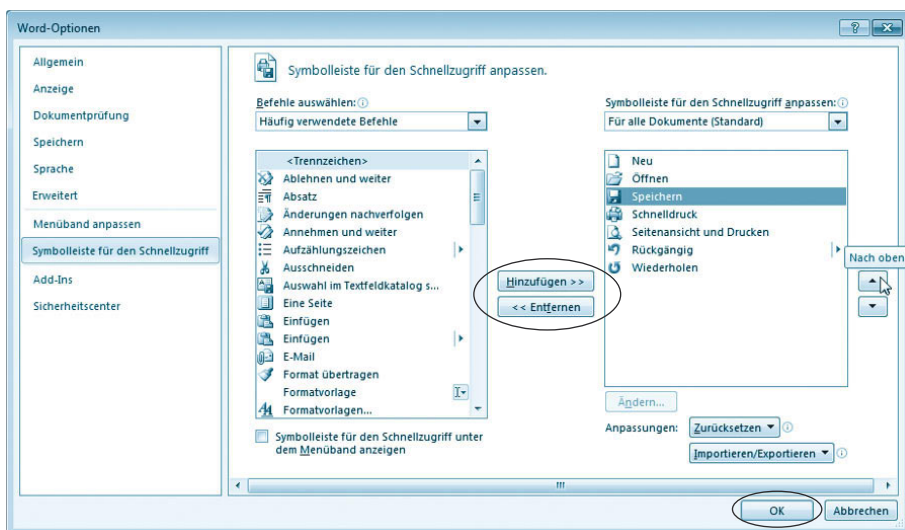 Word-Optionen
Allgemein
Anzeige
Dokumentprüfung
Speichern
Sprache
Erweitert
Menüband anpassen
Symbolleiste für den Schnellzugriff
Add-Ins
Sicherheitscenter
Symbolleiste für den Schnellzugriff anpassen.
Befehle auswählen:
Häufig verwendete Befehle
<Trennzeichen>
Ablehnen und weiter
Absatz
Änderungen nachverfolgen
Annehmen und weiter
Aufzählungszeichen
Ausschneiden
Auswahl im Textfeldkatalog s...
Eine Seite
Einfügen
Einfügen
E-Mail
Format übertragen
Formatvorlage
Formatvorlagen...
Symbolleiste für den Schnellzugriff unter
dem Menüband anzeigen
Hinzufügen >>
<< Entfernen
Symbolleiste für den Schnellzugriff anpassen:
Für alle Dokumente (Standard)
Neu
Öffnen
Speichern
Schnelldruck
Seitenansicht und Drucken
Rückgängig
Wiederholen
Nach oben
Ändern...
Anpassungen:
Zurücksetzen
Importieren/Exportieren
OK
Abbrechen